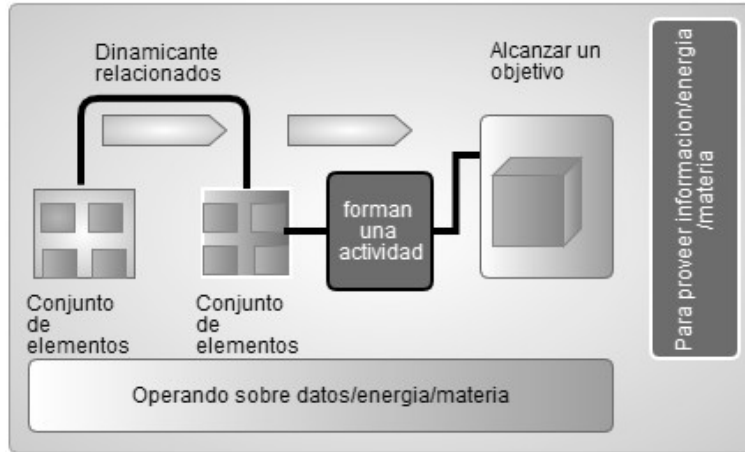 Dinamicante
relacionados
Alcanzar un
objetivo
forman
una
actividad
Conjunto
de
elementos
Conjunto
de
elementos
Operando sobre datos/energia/materia
Para proveer informacion/energia
/materia